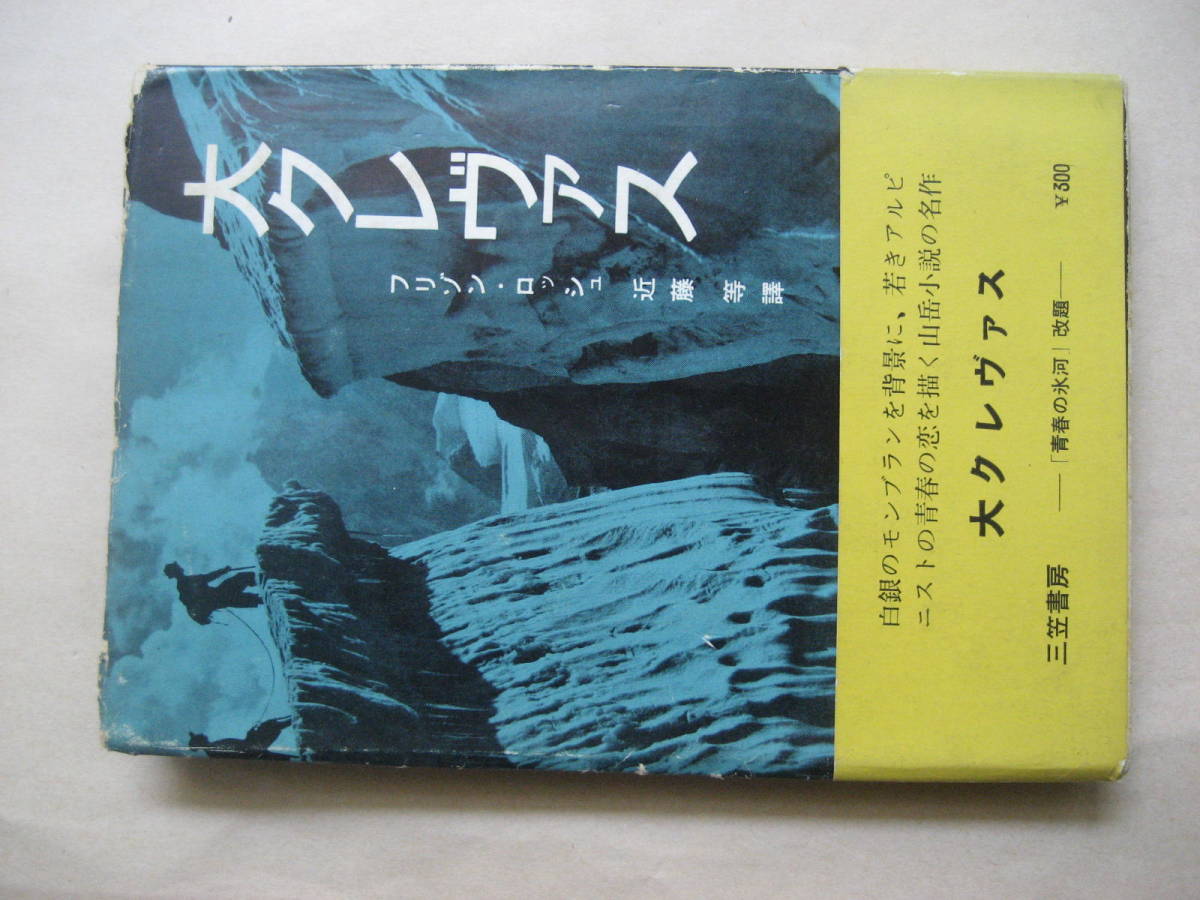 大クレヴァス
フリゾン・ロッシュ 近藤 等譯
白銀のモンブランを背景に、若きアルピ
ニストの青春の恋を描く山岳小説の名作
大クレヴァス
——「青春の氷河」改題——
三笠書房
¥300